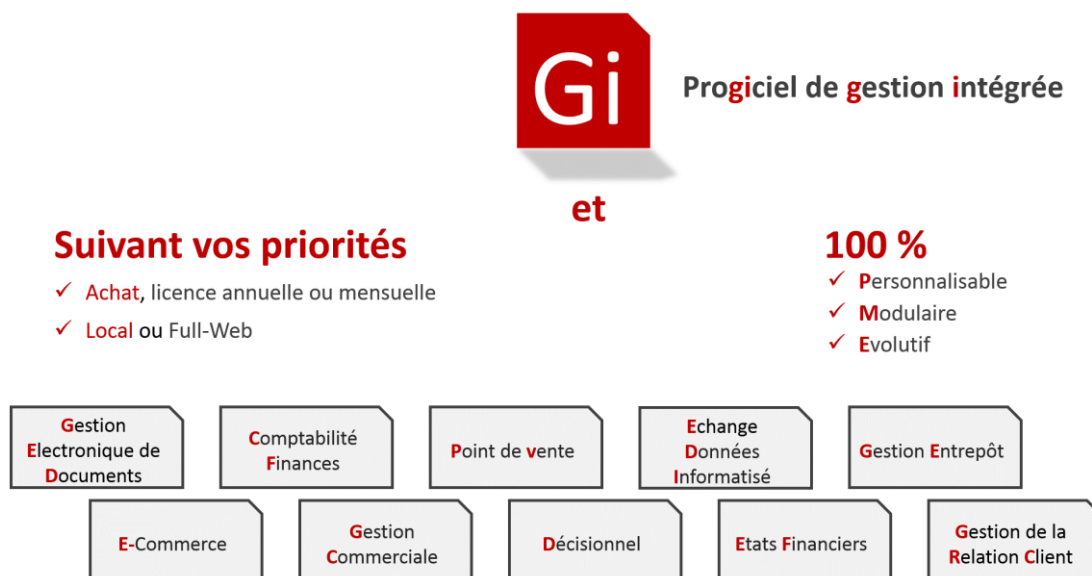 Gi
Progiciel de gestion intégrée
et
Suivant vos priorités
✓ Achat, licence annuelle ou mensuelle
✓ Local ou Full-Web
100 %
✓ Personnalisable
✓ Modulaire
✓ Evolutif
Gestion
Electronique de
Documents
Comptabilité
Finances
Point de vente
Echange
Données
Informatisé
Gestion Entrepôt
E-Commerce
Gestion
Commerciale
Décisionnel
Etats Financiers
Gestion de la
Relation Client